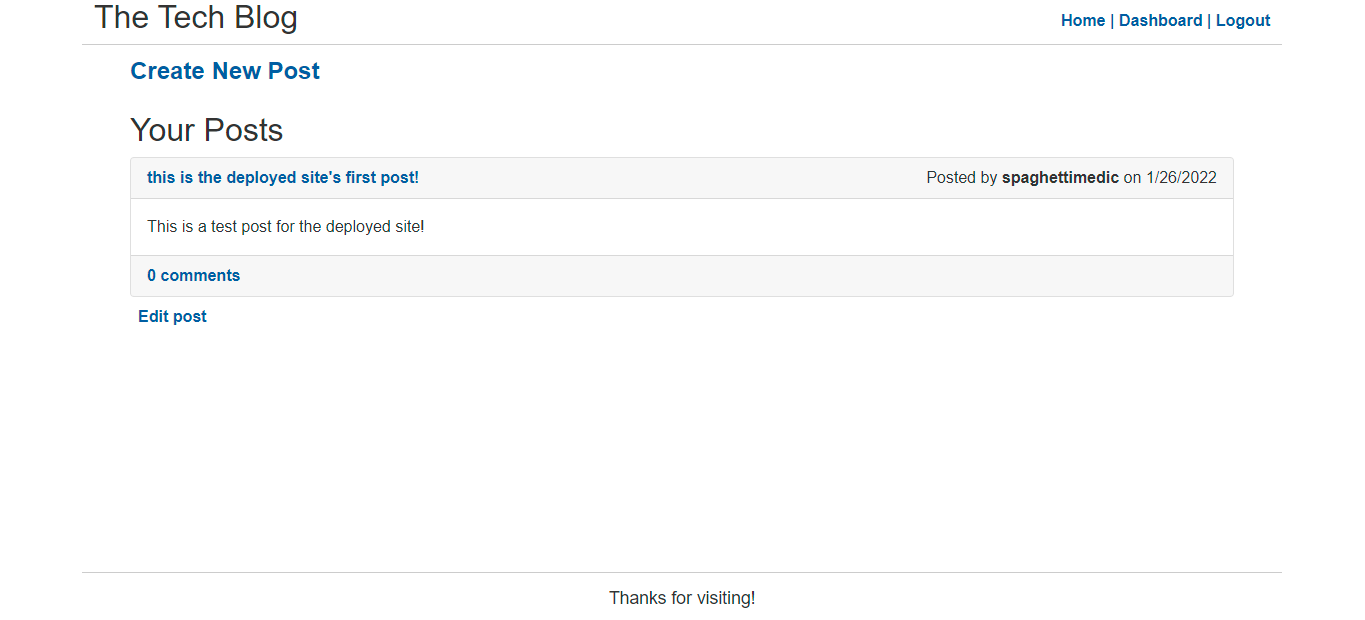 The Tech Blog
Home | Dashboard | Logout
Create New Post
Your Posts
this is the deployed site's first post!
Posted by spaghettimedic on 1/26/2022
This is a test post for the deployed site!
0 comments
Edit post
Thanks for visiting!